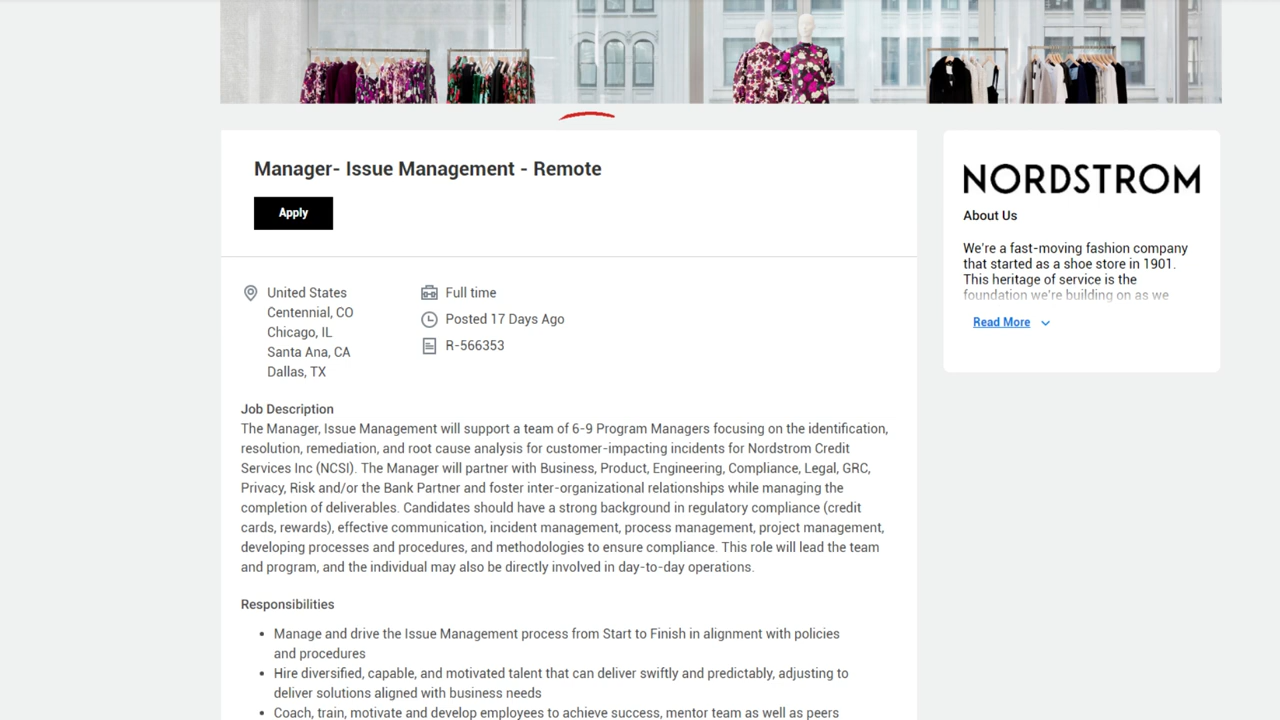 Manager- Issue Management - Remote
Apply
United States
Centennial, CO
Chicago, IL
Santa Ana, CA
Dallas, TX
Full time
Posted 17 Days Ago
R-566353
Job Description
The Manager, Issue Management will support a team of 6-9 Program Managers focusing on the identification,
resolution, remediation, and root cause analysis for customer-impacting incidents for Nordstrom Credit
Services Inc (NCSI). The Manager will partner with Business, Product, Engineering, Compliance, Legal, GRC,
Privacy, Risk and/or the Bank Partner and foster inter-organizational relationships while managing the
completion of deliverables. Candidates should have a strong background in regulatory compliance (credit
cards, rewards), effective communication, incident management, process management, project management,
developing processes and procedures, and methodologies to ensure compliance. This role will lead the team
and program, and the individual may also be directly involved in day-to-day operations.
Responsibilities
• Manage and drive the Issue Management process from Start to Finish in alignment with policies
and procedures
• Hire diversified, capable, and motivated talent that can deliver swiftly and predictably, adjusting to
deliver solutions aligned with business needs
• Coach, train, motivate and develop employees to achieve success, mentor team as well as peers
NORDSTROM
About Us
We're a fast-moving fashion company
that started as a shoe store in 1901.
This heritage of service is the
foundation we're building on as we
Read More